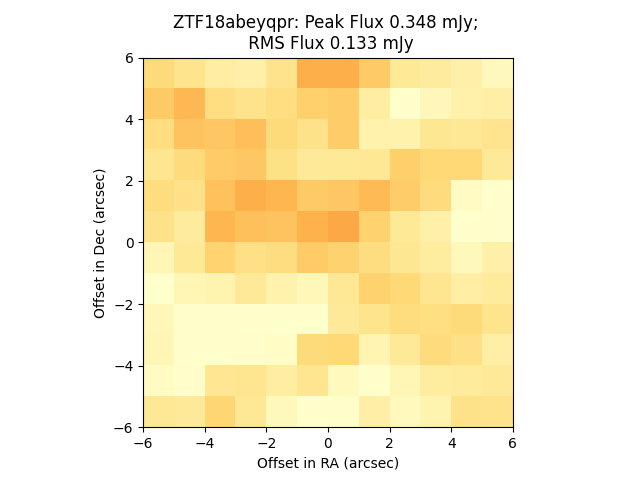 ZTF18abeyqpr: Peak Flux 0.348 mJy;
RMS Flux 0.133 mJy
6
4
2
0
−2
−4
−6
Offset in Dec (arcsec)
−6 −4 −2 0 2 4 6
Offset in RA (arcsec)